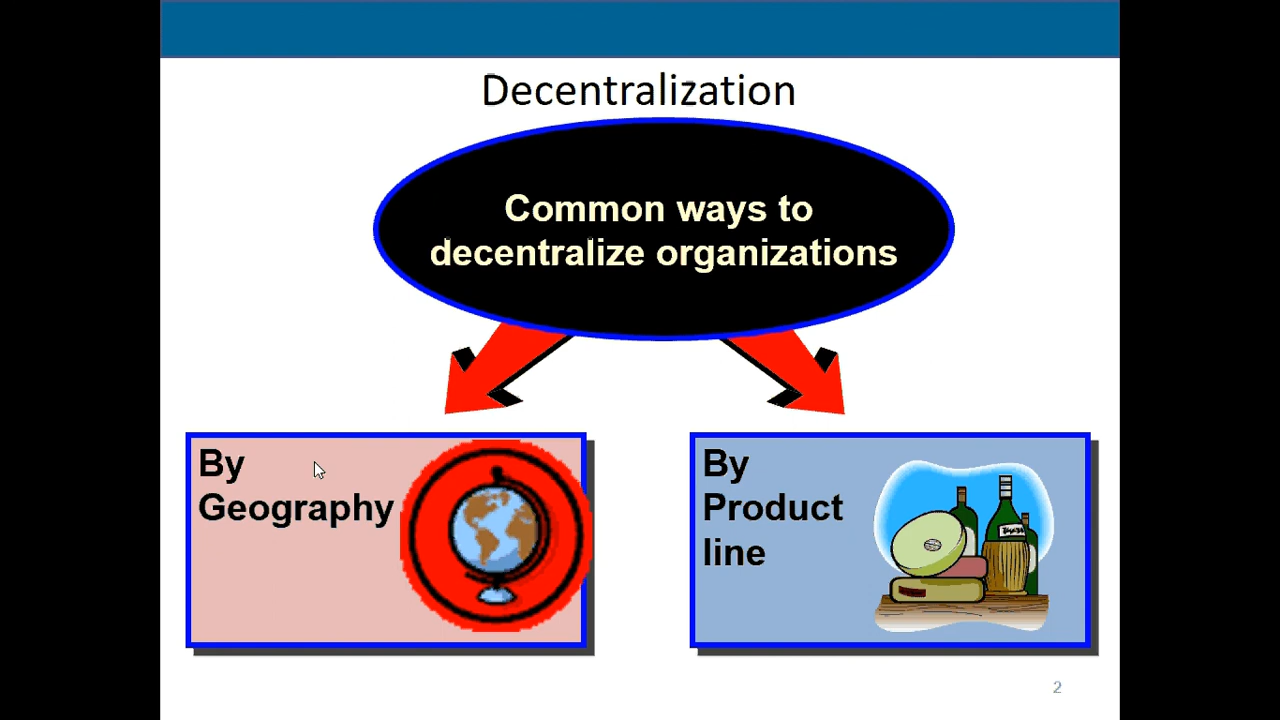 Decentralization
Common ways to
decentralize organizations
By
Geography
By
Product
line
2